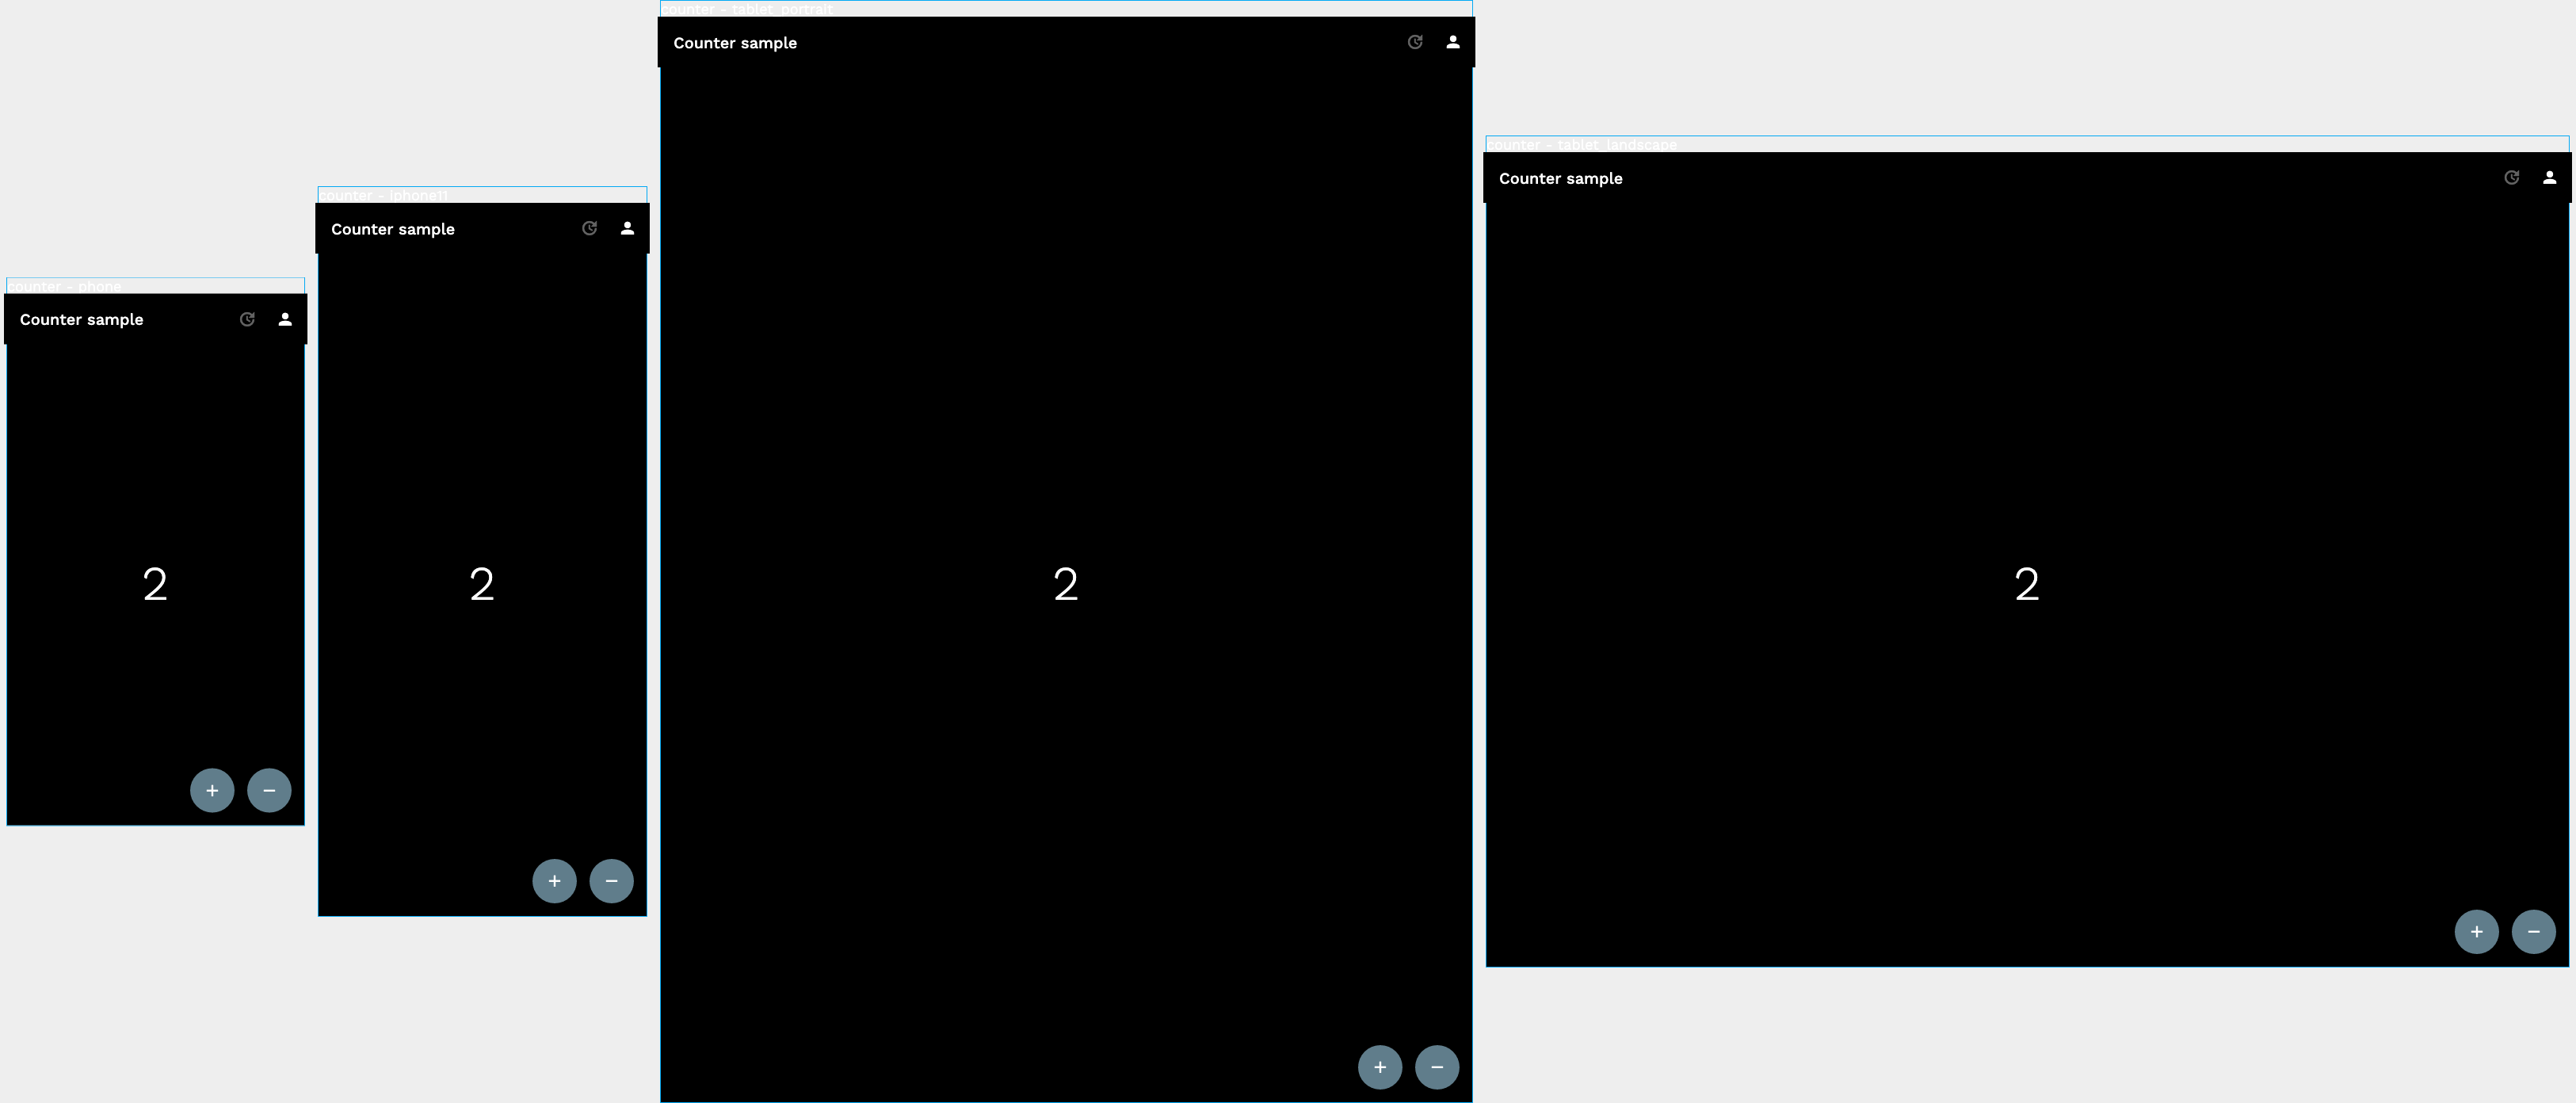 counter - phone
Counter sample
2
+ −
counter - iphone11
Counter sample
2
+ −
counter - tablet_portrait
Counter sample
2
+ −
counter - tablet_landscape
Counter sample
2
+ −